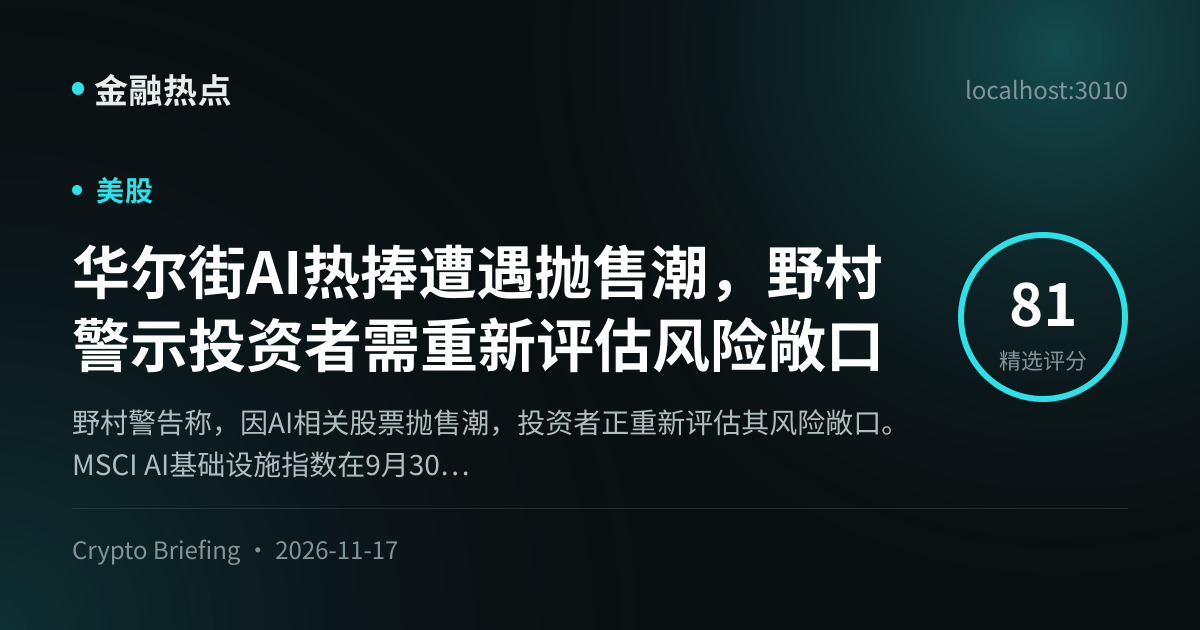 金融热点
localhost:3010
美股
华尔街AI热捧遭遇抛售潮，野村
警示投资者需重新评估风险敞口
81
精选评分
野村警告称，因AI相关股票抛售潮，投资者正重新评估其风险敞口。
MSCI AI基础设施指数在9月30…
Crypto Briefing · 2026-11-17